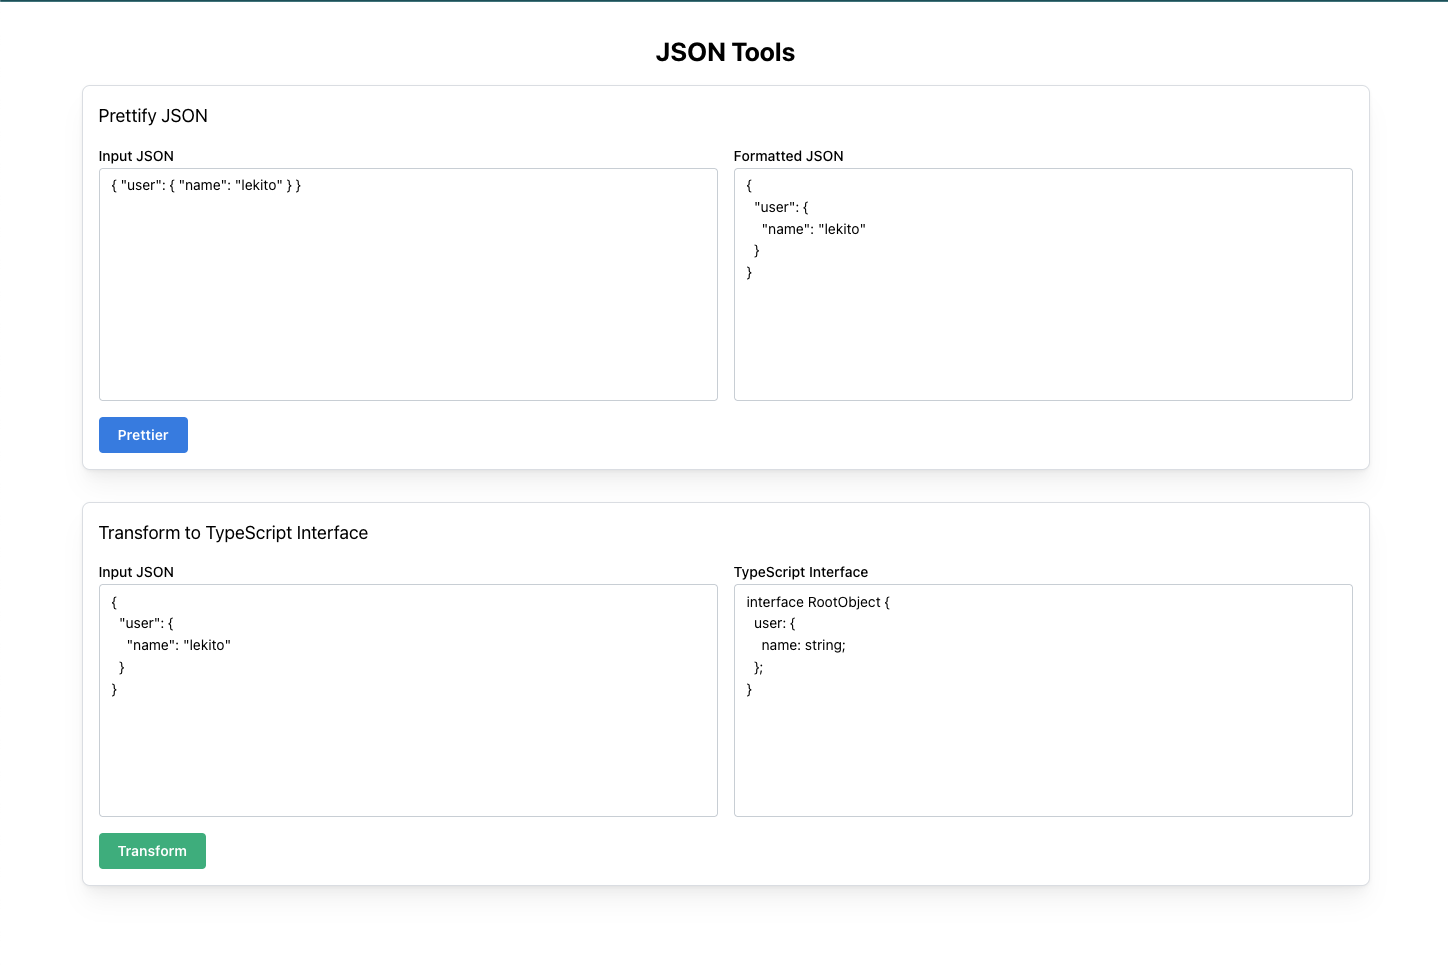 JSON Tools
Prettify JSON
Input JSON
{ "user": { "name": "lekito" } }
Formatted JSON
{
  "user": {
    "name": "lekito"
  }
}
Prettier
Transform to TypeScript Interface
Input JSON
{
  "user": {
    "name": "lekito"
  }
}
TypeScript Interface
interface RootObject {
  user: {
    name: string;
  };
}
Transform